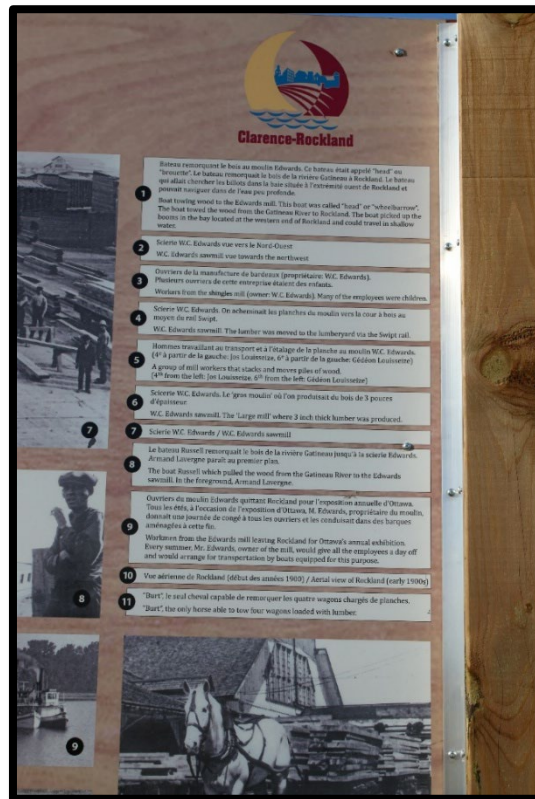 Clarence-Rockland
1
Bateau remorquant le bois au moulin Edwards. Ce bateau était appelé "head" ou
"brouette". Le bateau remorquait le bois de la rivière Gatineau à Rockland. Le bateau
qui allait chercher les billots dans la baie située à l'extrémité ouest de Rockland et
pouvait naviguer dans de l'eau peu profonde.
Boat towing wood to the Edwards mill. This boat was called "head" or "wheelbarrow".
The boat towed the wood from the Gatineau River to Rockland. The boat picked up the
booms in the bay located at the western end of Rockland and could travel in shallow
water.
2
Scierie W.C. Edwards vue vers le Nord-Ouest
W.C. Edwards sawmill vue towards the northwest
3
Ouvriers de la manufacture de bardeaux (propriétaire: W.C. Edwards).
Plusieurs ouvriers de cette entreprise étaient des enfants.
Workers from the shingles mill (owner: W.C. Edwards). Many of the employees were children.
4
Scierie W.C. Edwards. On acheminait les planches du moulin vers la cour à bois au
moyen du rail Swipt.
W.C. Edwards sawmill. The lumber was moved to the lumberyard via the Swipt rail.
5
Hommes travaillant au transport et à l'étalage de la planche au moulin W.C. Edwards.
(4e à partir de la gauche: Jos Louisseize, 6e à partir de la gauche: Gédéon Louisseize)
A group of mill workers that stacks and moves piles of wood.
(4th from the left: Jos Louisseize, 6th from the left: Gédéon Louisseize)
6
Scieerie W.C. Edwards. Le 'gros moulin' où l'on produisait du bois de 3 pouces
d'épaisseur.
W.C. Edwards sawmill. The 'Large mill' where 3 inch thick lumber was produced.
7
Scierie W.C. Edwards / W.C. Edwards sawmill
8
Le bateau Russell remorquait le bois de la rivière Gatineau jusqu'à la scierie Edwards.
Armand Lavergne paraît au premier plan.
The boat Russell which pulled the wood from the Gatineau River to the Edwards
sawmill. In the foreground, Armand Lavergne.
9
Ouvriers du moulin Edwards quittant Rockland pour l'exposition annuelle d'Ottawa.
Tous les étés, à l'occasion de l'exposition d'Ottawa, M. Edwards, propriétaire du moulin,
donnait une journée de congé à tous les ouvriers et les conduisait dans des barques
aménagées à cette fin.
Workmen from the Edwards mill leaving Rockland for Ottawa's annual exhibition.
Every summer, Mr. Edwards, owner of the mill, would give all the employees a day off
and would arrange for transportation by boats equipped for this purpose.
10
Vue aérienne de Rockland (début des années 1900) / Aerial view of Rockland (early 1900s)
11
"Burt", le seul cheval capable de remorquer les quatre wagons chargés de planches.
"Burt", the only horse able to tow four wagons loaded with lumber.
7
8
9